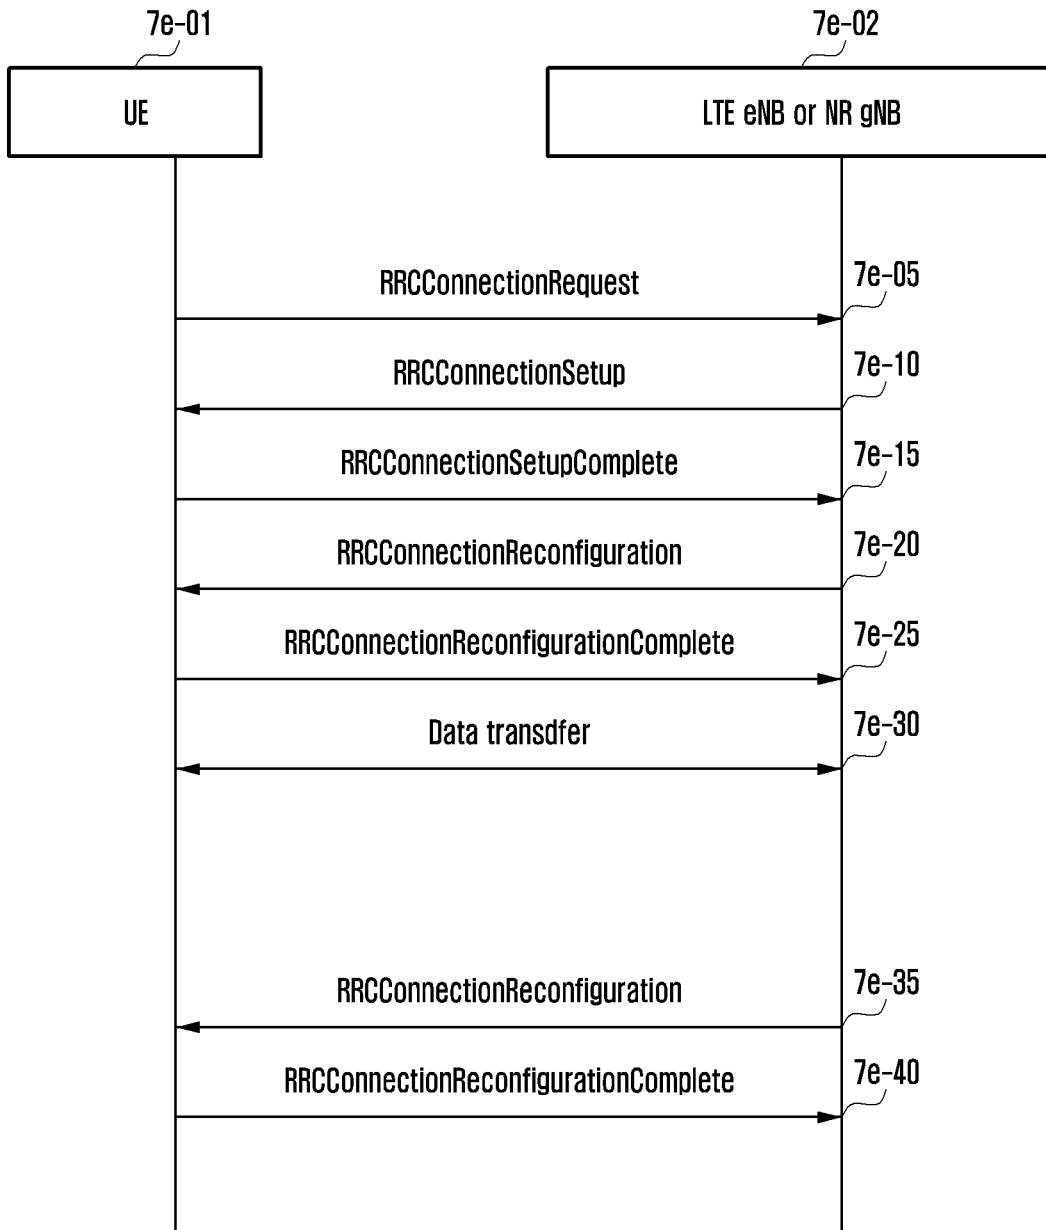 7e-01
7e-02
UE
LTE eNB or NR gNB
RRCConnectionRequest
7e-05
RRCConnectionSetup
7e-10
RRCConnectionSetupComplete
7e-15
RRCConnectionReconfiguration
7e-20
RRCConnectionReconfigurationComplete
7e-25
Data transdfer
7e-30
RRCConnectionReconfiguration
7e-35
RRCConnectionReconfigurationComplete
7e-40